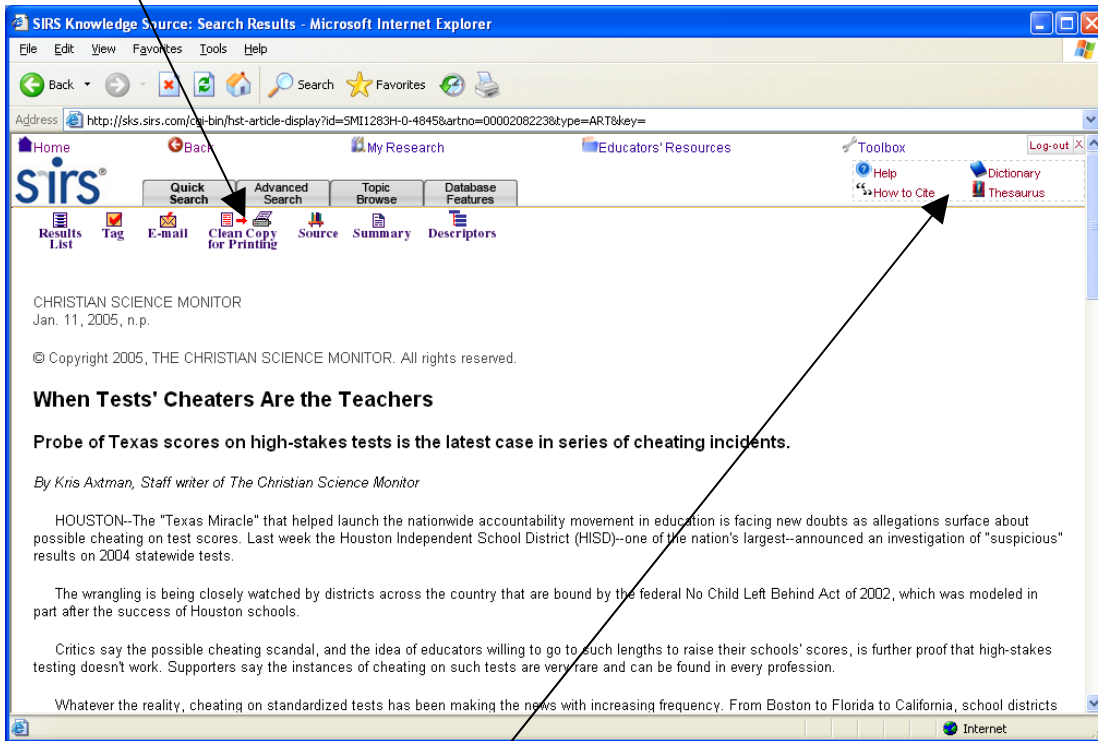 SIRS Knowledge Source: Search Results - Microsoft Internet Explorer
File Edit View Favorites Tools Help
Back Search Favorites
Address http://sks.sirs.com/cgi-bin/hst-article-display?id=SMI1283H-0-4845&artno=0000208223&type=ART&key=
Home Back My Research Educators' Resources Toolbox Log-out X
sirs®
Quick Search Advanced Search Topic Browse Database Features
Help Dictionary
How to Cite Thesaurus
Results List Tag E-mail Clean Copy for Printing Source Summary Descriptors
CHRISTIAN SCIENCE MONITOR
Jan. 11, 2005, n.p.
© Copyright 2005, THE CHRISTIAN SCIENCE MONITOR. All rights reserved.
When Tests' Cheaters Are the Teachers
Probe of Texas scores on high-stakes tests is the latest case in series of cheating incidents.
By Kris Axtman, Staff writer of The Christian Science Monitor
HOUSTON--The "Texas Miracle" that helped launch the nationwide accountability movement in education is facing new doubts as allegations surface about
possible cheating on test scores. Last week the Houston Independent School District (HISD)--one of the nation's largest--announced an investigation of "suspicious"
results on 2004 statewide tests.
The wrangling is being closely watched by districts across the country that are bound by the federal No Child Left Behind Act of 2002, which was modeled in
part after the success of Houston schools.
Critics say the possible cheating scandal, and the idea of educators willing to go to such lengths to raise their schools' scores, is further proof that high-stakes
testing doesn't work. Supporters say the instances of cheating on such tests are very rare and can be found in every profession.
Whatever the reality, cheating on standardized tests has been making the news with increasing frequency. From Boston to Florida to California, school districts
Internet